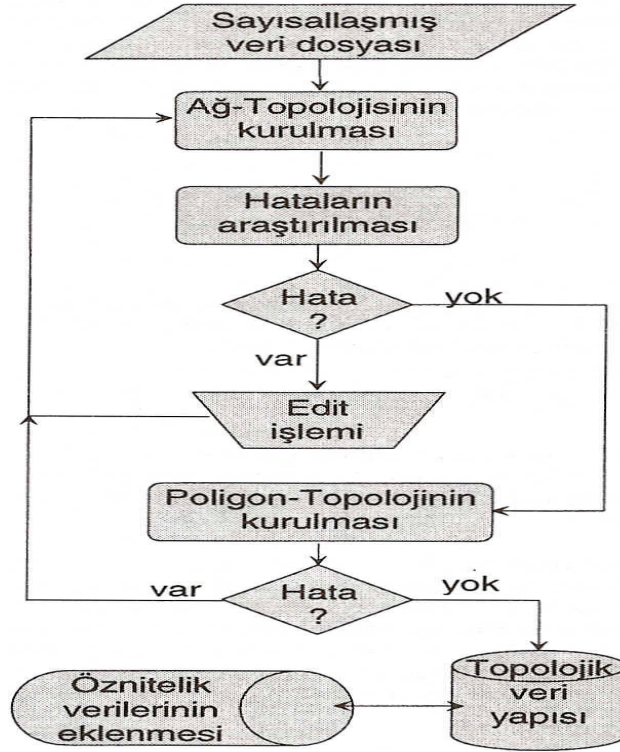 Sayısallaşmış
veri dosyası
Ağ-Topolojisinin
kurulması
Hataların
araştırılması
Hata
?
yok
var
Edit
işlemi
Poligon-Topolojinin
kurulması
var
Hata
?
yok
Öznitelik
verilerinin
eklenmesi
Topolojik
veri
yapısı